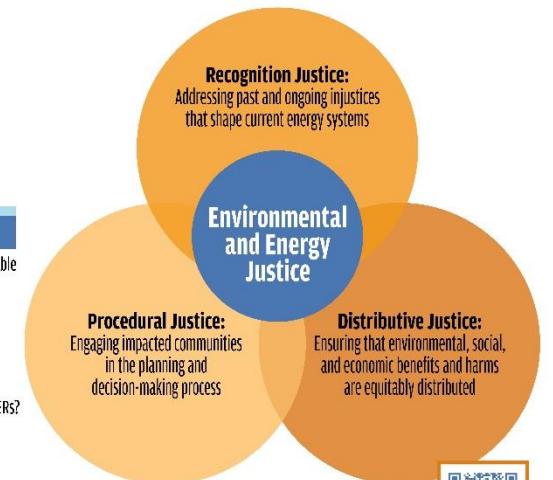 Recognition Justice:
Addressing past and ongoing injustices
that shape current energy systems
Environmental
and Energy
Justice
Procedural Justice:
Engaging impacted communities
in the planning and
decision-making process
Distributive Justice:
Ensuring that environmental, social,
and economic benefits and harms
are equitably distributed